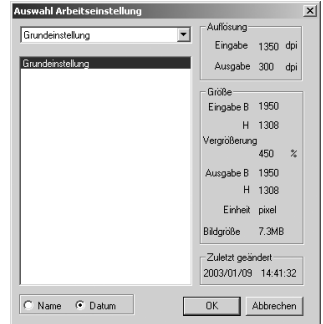 Auswahl Arbeitseinstellung
Grundeinstellung
Grundeinstellung
Name Datum
Auflösung
Eingabe 1350 dpi
Ausgabe 300 dpi
Größe
Eingabe B 1950
H 1308
Vergrößerung
450 %
Ausgabe B 1950
H 1308
Einheit pixel
Bildgröße 7.3MB
Zuletzt geändert
2003/01/09 14:41:32
OK Abbrechen